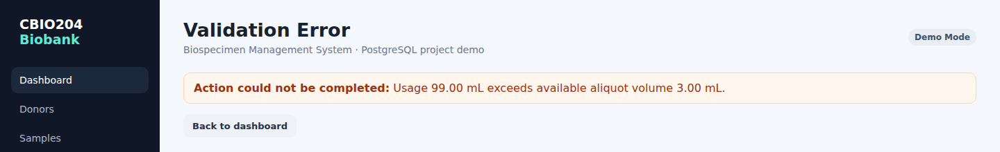 CBIO204
Biobank
Dashboard
Donors
Samples
Validation Error
Biospecimen Management System · PostgreSQL project demo
Demo Mode
Action could not be completed: Usage 99.00 mL exceeds available aliquot volume 3.00 mL.
Back to dashboard